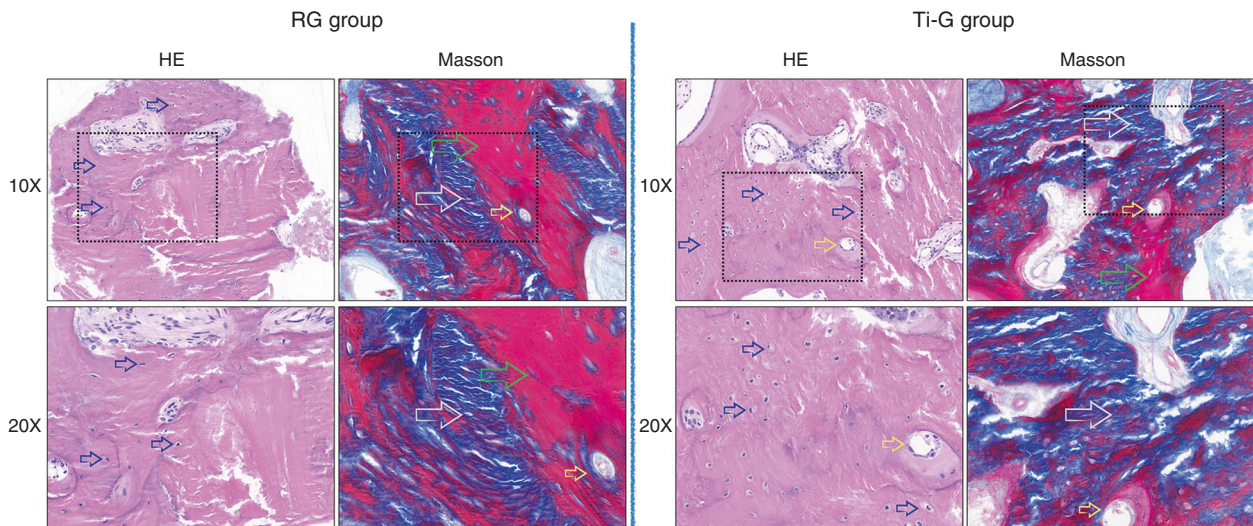 RG group
Ti-G group
HE
Masson
HE
Masson
10X
10X
20X
20X